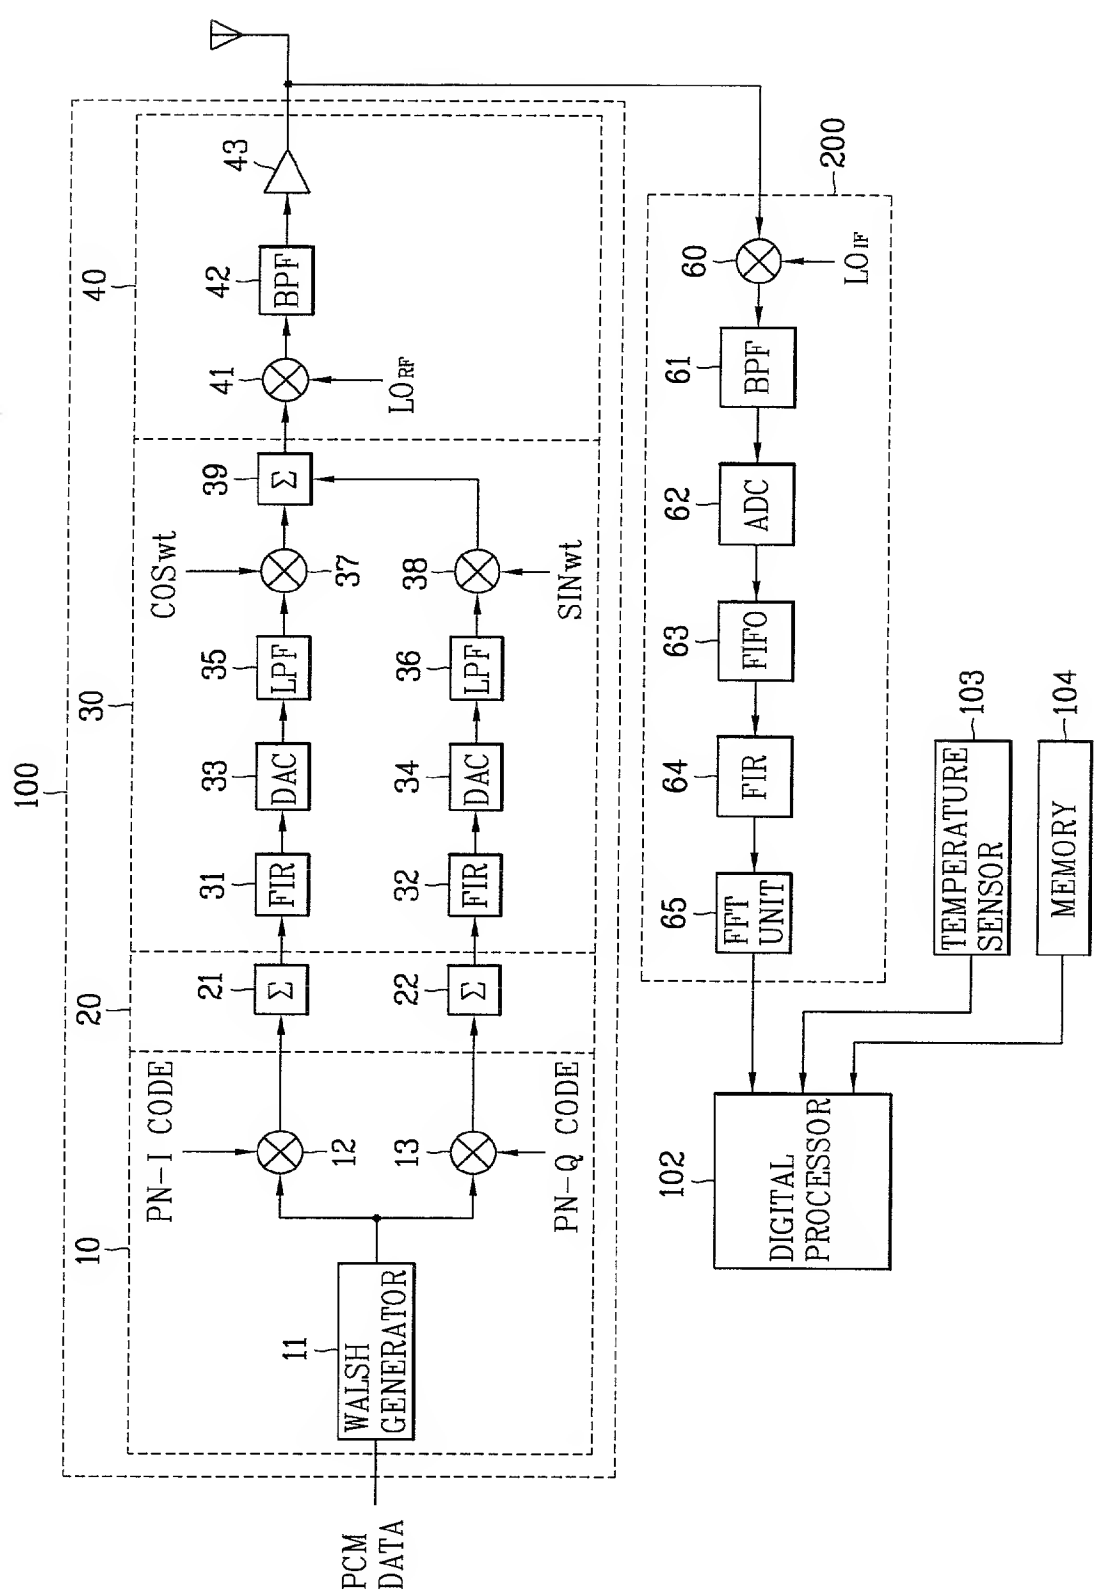 100
10
20
30
40
PCM
DATA
11
WALSH
GENERATOR
PN-I CODE
12
13
PN-Q CODE
21
Σ
22
Σ
31
FIR
32
FIR
33
DAC
34
DAC
35
LPF
36
LPF
COSwt
37
38
SINwt
39
Σ
41
LORF
42
BPF
43
200
60
LOIF
61
BPF
62
ADC
63
FIFO
64
FIR
65
FFT
UNIT
102
DIGITAL
PROCESSOR
TEMPERATURE
SENSOR
103
MEMORY
104